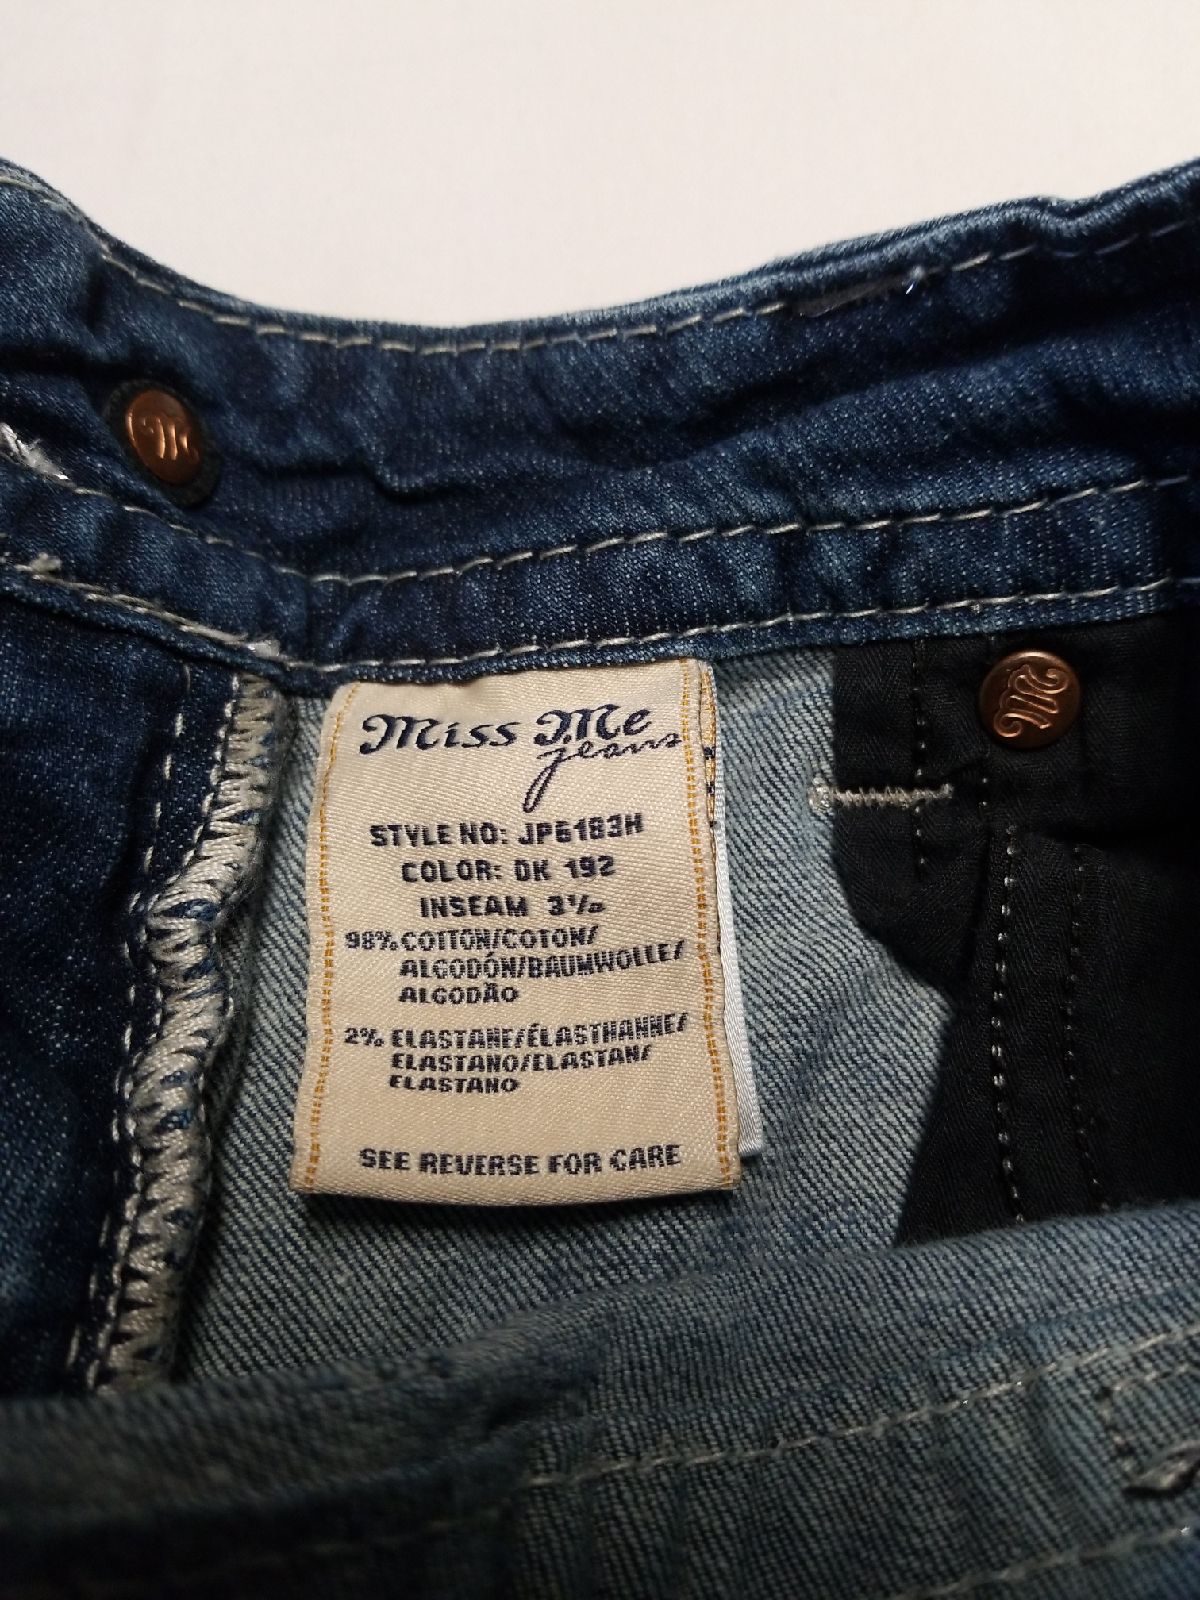 Miss Me
jeans
STYLE NO: JP6183H
COLOR: DK 192
INSEAM 3½
98% COTTON/COTON/
ALGODÓN/BAUMWOLLE/
ALGODÃO
2% ELASTANE/ÉLASTHANNE/
ELASTANO/ELASTAN/
ELASTANO
SEE REVERSE FOR CARE
M
M